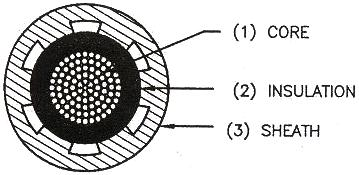 (1) CORE
(2) INSULATION
(3) SHEATH